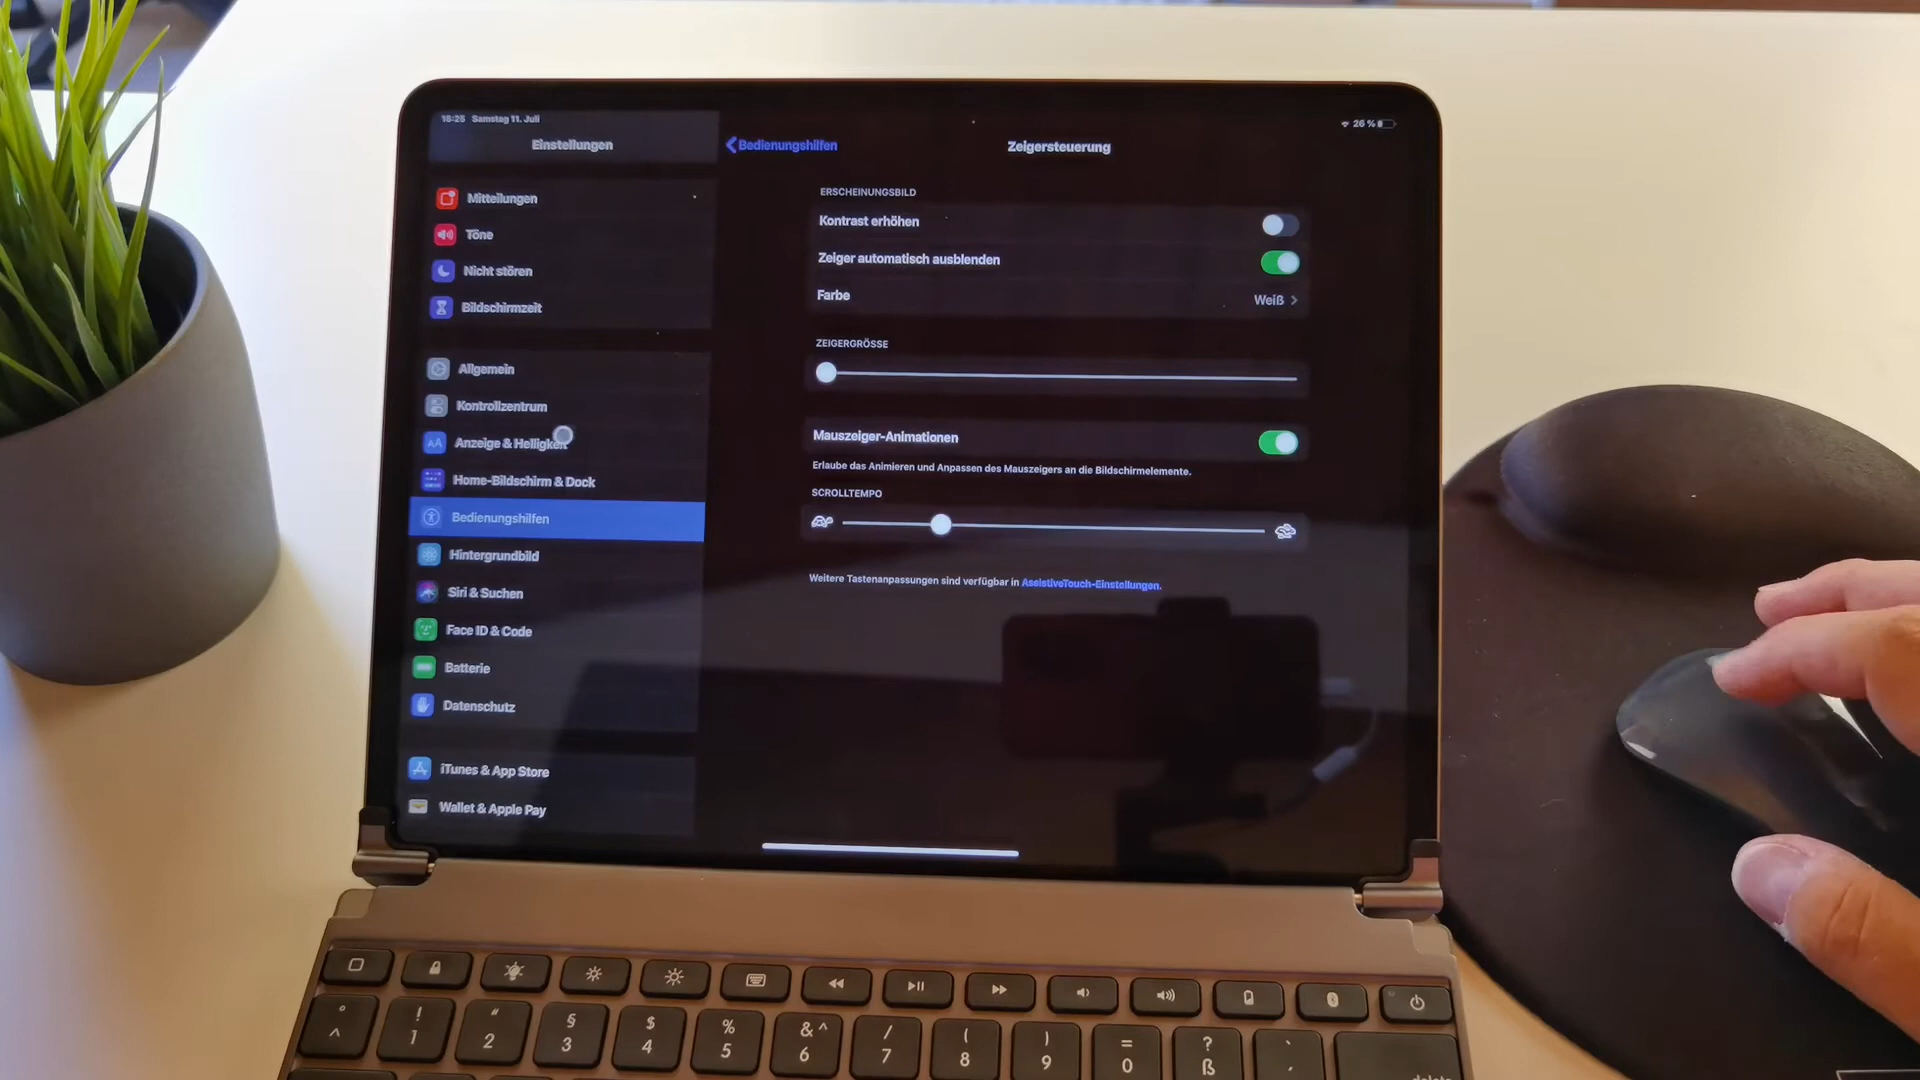 18:25 Samstag 11. Juli
26 %
Einstellungen
Bedienungshilfen
Zeigersteuerung
Mitteilungen
Töne
Nicht stören
Bildschirmzeit
Allgemein
Kontrollzentrum
AA Anzeige & Helligkeit
Home-Bildschirm & Dock
Bedienungshilfen
Hintergrundbild
Siri & Suchen
Face ID & Code
Batterie
Datenschutz
iTunes & App Store
Wallet & Apple Pay
ERSCHEINUNGSBILD
Kontrast erhöhen
Zeiger automatisch ausblenden
Farbe
Weiß
ZEIGERGRÖSSE
Mauszeiger-Animationen
Erlaube das Animieren und Anpassen des Mauszeigers an die Bildschirmelemente.
SCROLLTEMPO
Weitere Tastenanpassungen sind verfügbar in AssistiveTouch-Einstellungen.
° ! " § $ % & ^ / ( ) = ? `
^ 1 2 3 4 5 6 7 8 9 0 ß ´